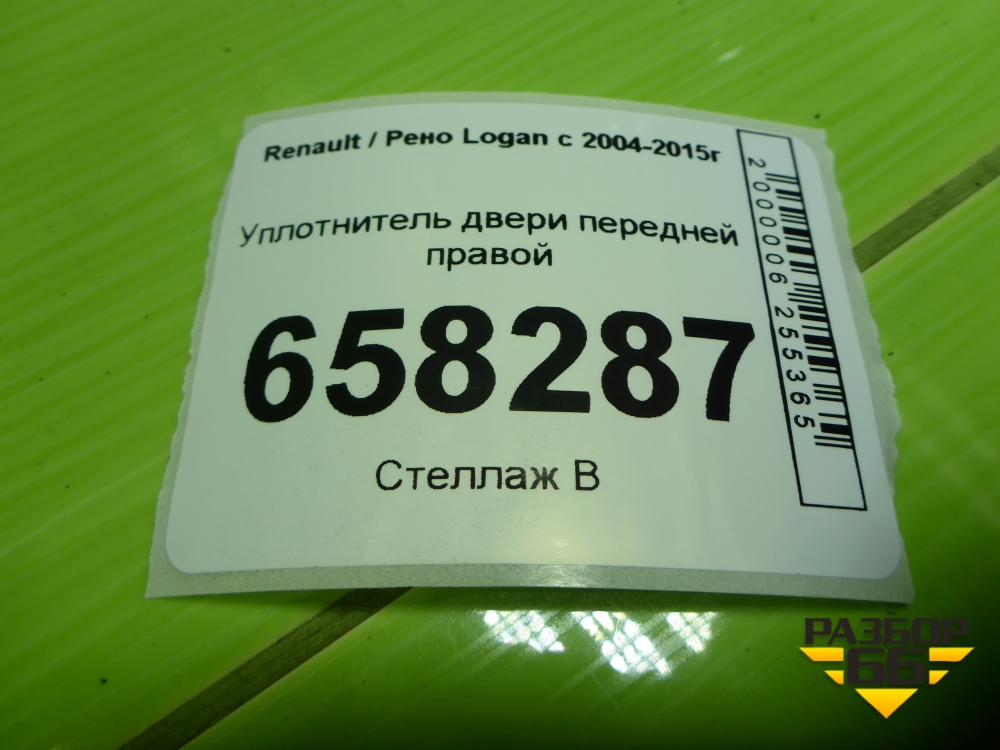 Renault / Рено Logan с 2004-2015г
Уплотнитель двери передней
правой
658287
Стеллаж В
2000006255365
РАЗБОР
66